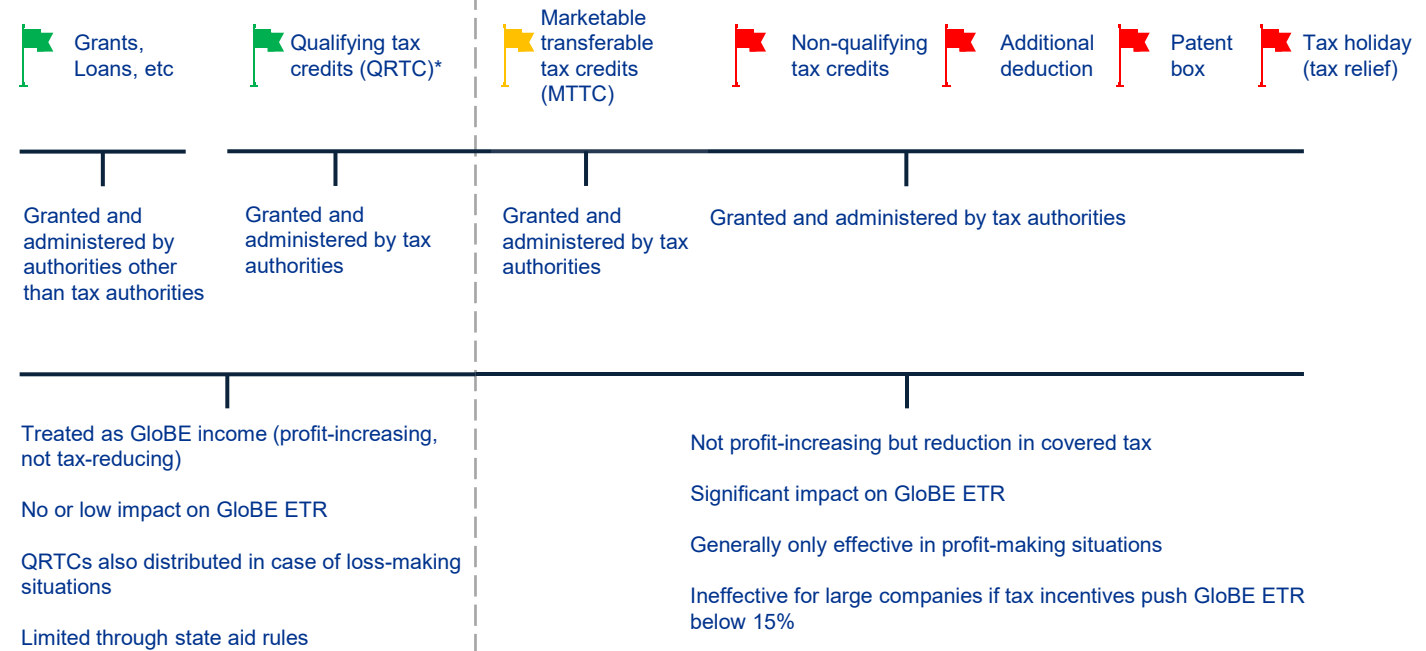 Grants,
Loans, etc
Qualifying tax
credits (QRTC)*
Marketable
transferable
tax credits
(MTTC)
Non-qualifying
tax credits
Additional
deduction
Patent
box
Tax holiday
(tax relief)
Granted and
administered by
authorities other
than tax authorities
Granted and
administered by tax
authorities
Granted and
administered by tax
authorities
Granted and administered by tax authorities
Treated as GloBE income (profit-increasing,
not tax-reducing)
No or low impact on GloBE ETR
QRTCs also distributed in case of loss-making
situations
Limited through state aid rules
Not profit-increasing but reduction in covered tax
Significant impact on GloBE ETR
Generally only effective in profit-making situations
Ineffective for large companies if tax incentives push GloBE ETR
below 15%